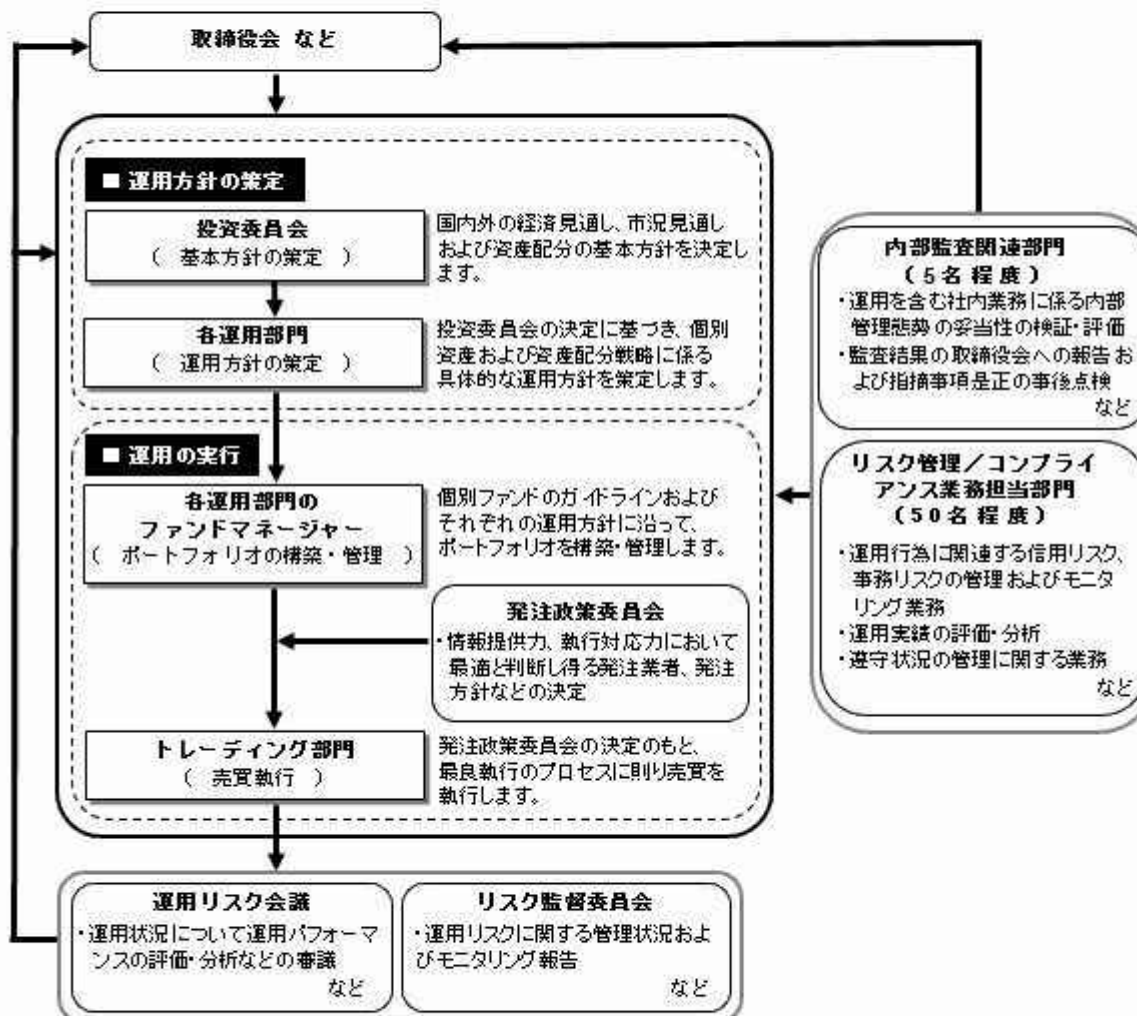 取締役会 など
■ 運用方針の策定
投資委員会
( 基本方針の策定 )
国内外の経済見通し、市況見通し
および資産配分の基本方針を決定し
ます。
各運用部門
( 運用方針の策定 )
投資委員会の決定に基づき、個別
資産および資産配分戦略に係る
具体的な運用方針を策定します。
■ 運用の実行
各運用部門の
ファンドマネージャー
( ポートフォリオの構築・管理 )
個別ファンドのガイドラインおよび
それぞれの運用方針に沿って、
ポートフォリオを構築・管理します。
発注政策委員会
・情報提供力、執行対応力において
最適と判断し得る発注業者、発注
方針などの決定
トレーディング部門
( 売買執行 )
発注政策委員会の決定のもと、
最良執行のプロセスに則り売買を
執行します。
運用リスク会議
・運用状況について運用パフォーマ
ンスの評価・分析などの審議
など
リスク監督委員会
・運用リスクに関する管理状況およ
びモニタリング報告
など
内部監査関連部門
(5名程度)
・運用を含む社内業務に係る内部
管理態勢の妥当性の検証・評価
・監査結果の取締役会への報告お
よび指摘事項是正の事後点検
など
リスク管理/コンプライ
アンス業務担当部門
(50名程度)
・運用行為に関連する信用リスク、
事務リスクの管理およびモニタ
リング業務
・運用実績の評価・分析
・遵守状況の管理に関する業務
など